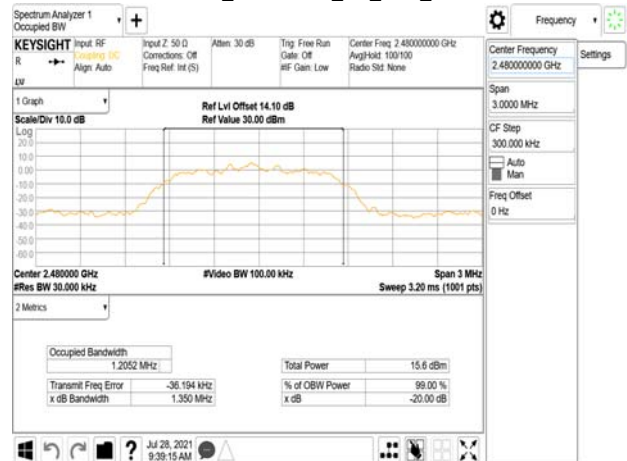 Spectrum Analyzer 1
Occupied BW
+
Frequency
KEYSIGHT
Input: RF
Coupling: DC
Align: Auto
Input Z: 50 Ω
Corrections: Off
Freq Ref: Int (S)
Atten: 30 dB
Trig: Free Run
Gate: Off
#IF Gain: Low
Center Freq: 2.480000000 GHz
Avg|Hold: 100/100
Radio Std: None
R
LV
Center Frequency
2.480000000 GHz
Settings
Span
3.0000 MHz
CF Step
300.000 kHz
Auto
Man
Freq Offset
0 Hz
1 Graph
Scale/Div 10.0 dB
Ref Lvl Offset 14.10 dB
Ref Value 30.00 dBm
Log
20.0
10.0
0.00
-10.0
-20.0
-30.0
-40.0
-50.0
-60.0
Center 2.480000 GHz
#Res BW 30.000 kHz
#Video BW 100.00 kHz
Span 3 MHz
Sweep 3.20 ms (1001 pts)
2 Metrics
Occupied Bandwidth
1.2052 MHz
Total Power 15.6 dBm
Transmit Freq Error -36.194 kHz
% of OBW Power 99.00 %
x dB Bandwidth 1.350 MHz
x dB -20.00 dB
?
Jul 28, 2021
9:39:15 AM